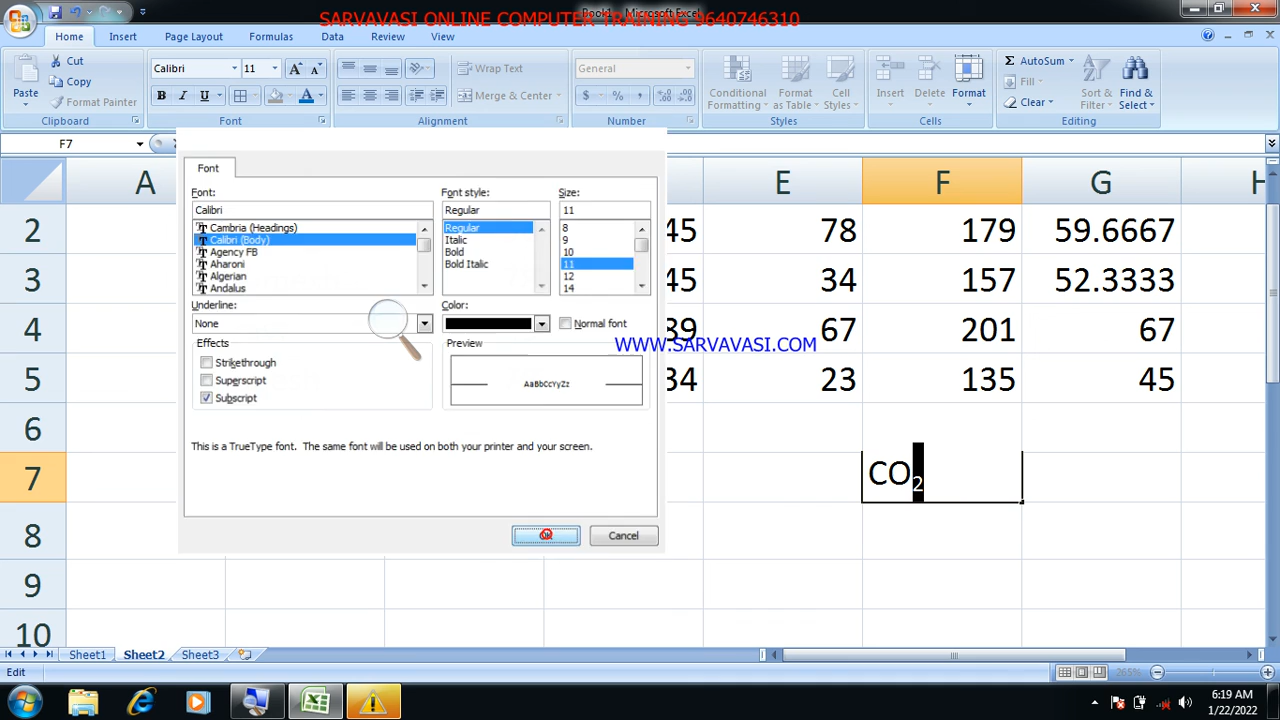 Book1 - Microsoft Excel
SARVAVASI ONLINE COMPUTER TRAINING 9640746310
Home Insert Page Layout Formulas Data Review View
Paste
Cut
Copy
Format Painter
Clipboard
Calibri 11
B I U
Font
Wrap Text
Merge & Center
Alignment
General
$ % ,
Number
Conditional Formatting
Format as Table
Cell Styles
Styles
Insert Delete Format
Cells
AutoSum
Fill
Clear
Sort & Filter
Find & Select
Editing
F7
A E F G H
2 45 78 179 59.6667
3 45 34 157 52.3333
4 39 67 201 67
5 34 23 135 45
6
7 CO₂
8
9
10
Font
Font: Font style: Size:
Calibri Regular 11
Cambria (Headings) Regular 8
Calibri (Body) Italic 9
Agency FB Bold 10
Aharoni Bold Italic 11
Algerian 12
Andalus 14
Underline: Color:
None Normal font
WWW.SARVAVASI.COM
Effects Preview
Strikethrough
Superscript AaBbCcYyZz
Subscript
This is a TrueType font. The same font will be used on both your printer and your screen.
Cancel
Sheet1 Sheet2 Sheet3
Edit 265%
6:19 AM
1/22/2022